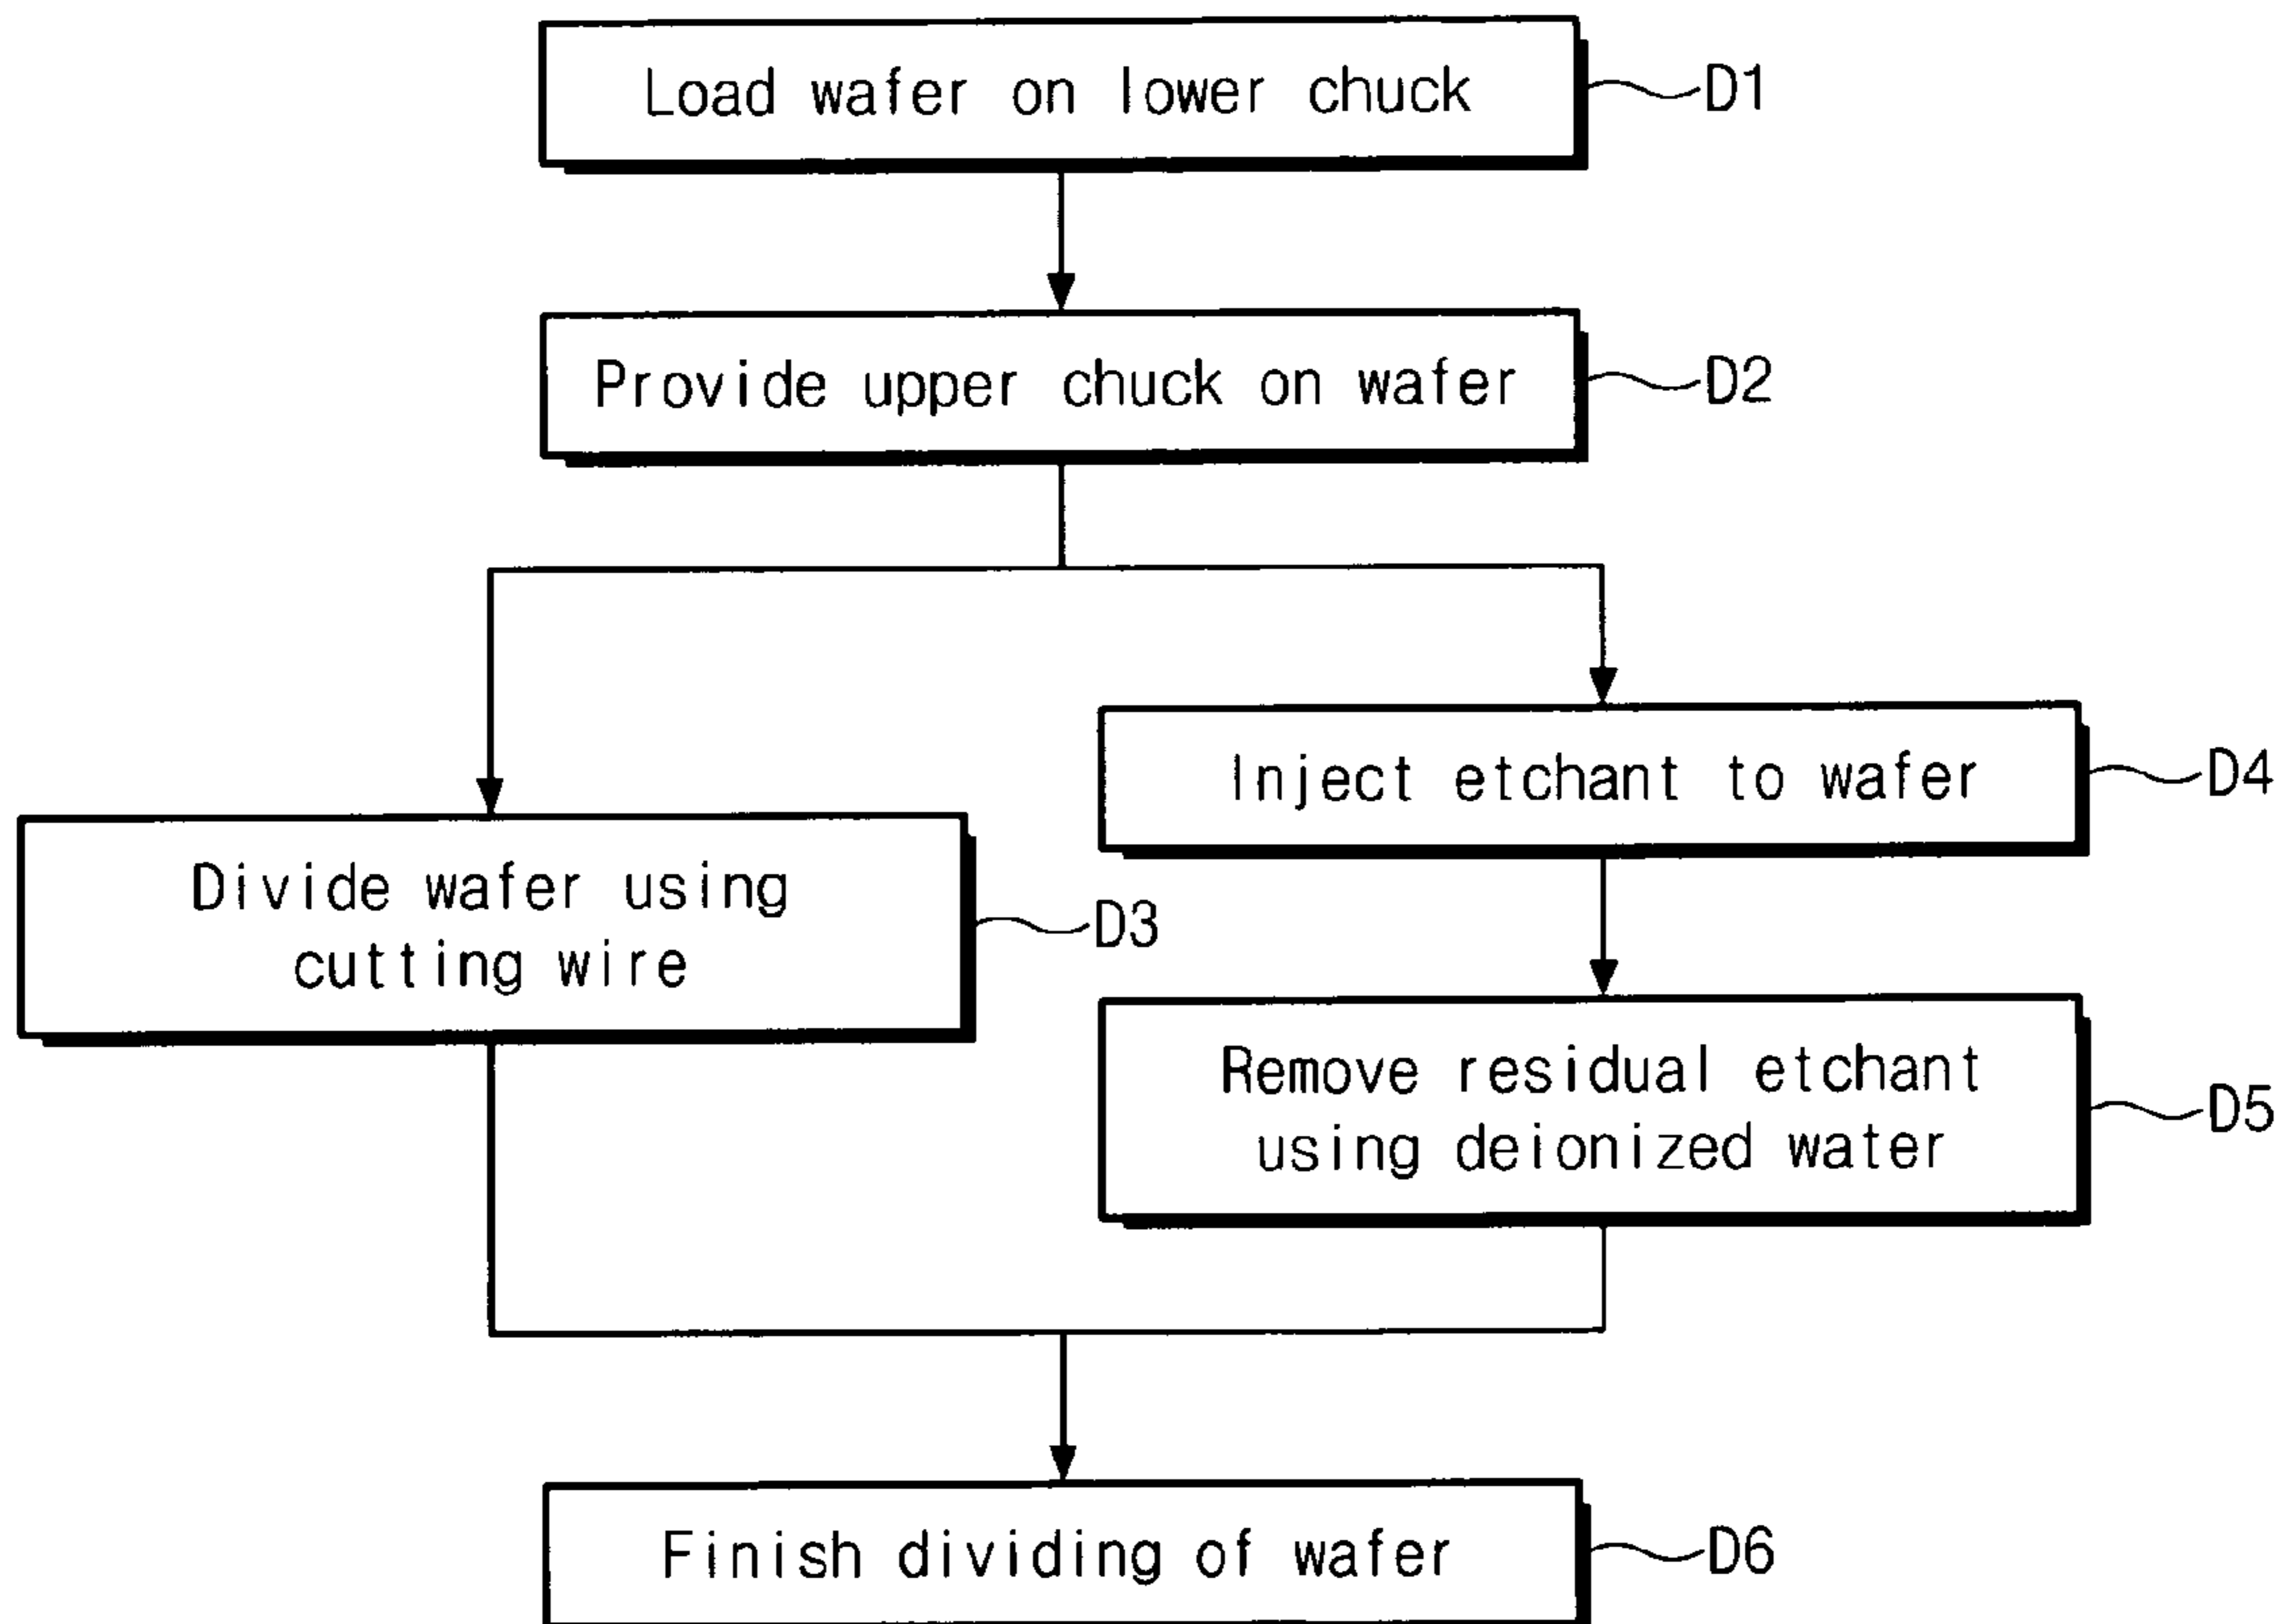 Load wafer on lower chuck
D1
Provide upper chuck on wafer
D2
Inject etchant to wafer
D4
Divide wafer using
cutting wire
D3
Remove residual etchant
using deionized water
D5
Finish dividing of wafer
D6